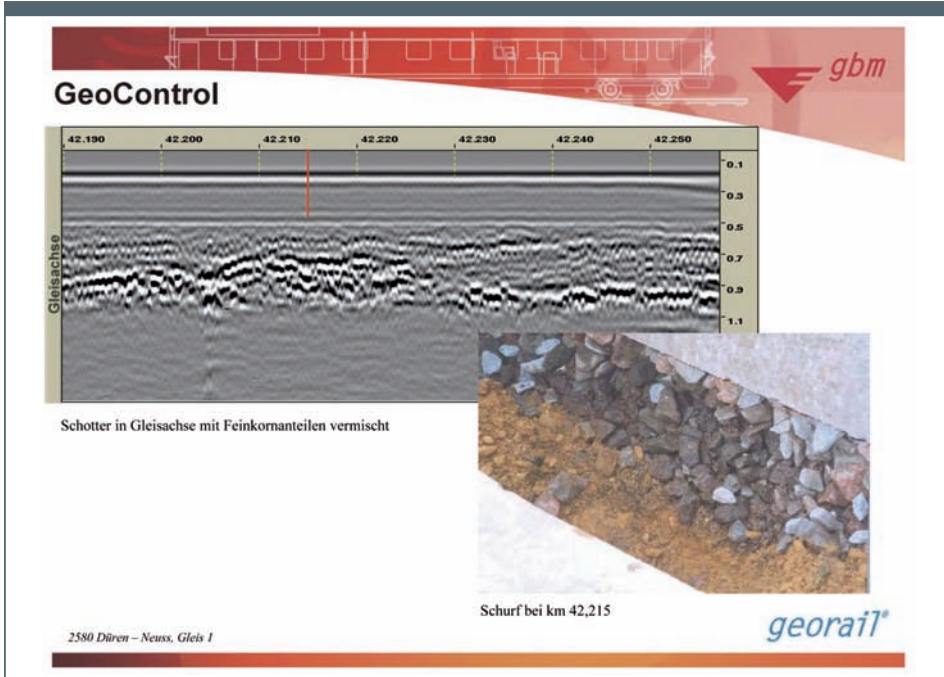 gbm
GeoControl
42.190 42.200 42.210 42.220 42.230 42.240 42.250
0.1
0.3
0.5
0.7
0.9
1.1
Gleisachse
Schotter in Gleisachse mit Feinkornanteilen vermischt
Schurf bei km 42,215
2580 Düren – Neuss, Gleis 1
georail®